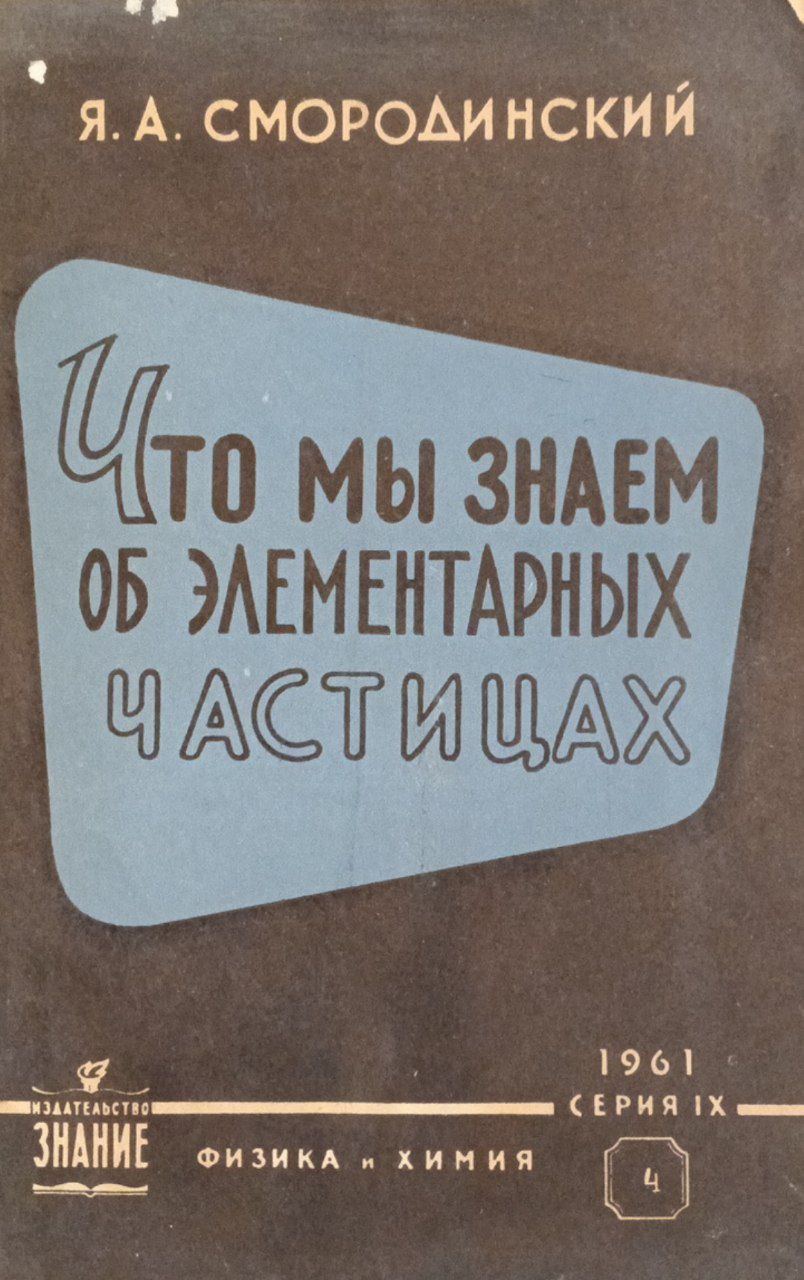 Я. А. СМОРОДИНСКИЙ
Что мы знаем
об элементарных
частицах
1961
СЕРИЯ IX
ИЗДАТЕЛЬСТВО
ЗНАНИЕ
ФИЗИКА и ХИМИЯ
4